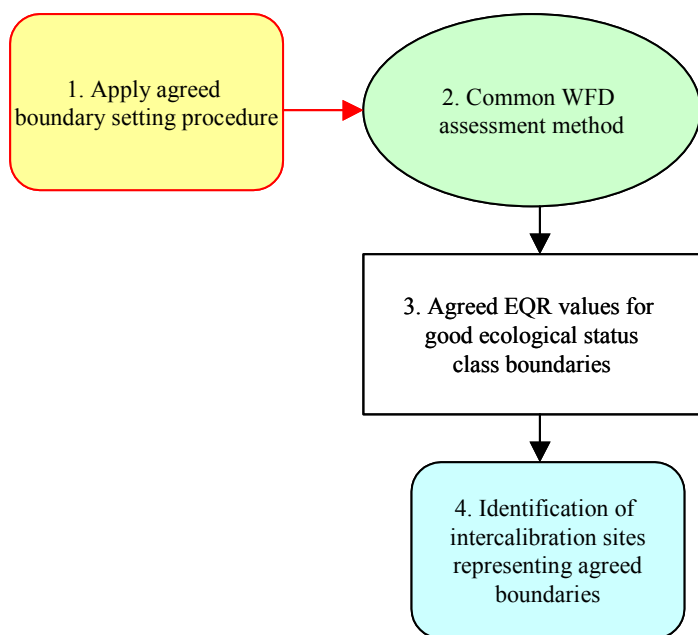 1. Apply agreed
boundary setting procedure
2. Common WFD
assessment method
3. Agreed EQR values for
good ecological status
class boundaries
4. Identification of
intercalibration sites
representing agreed
boundaries